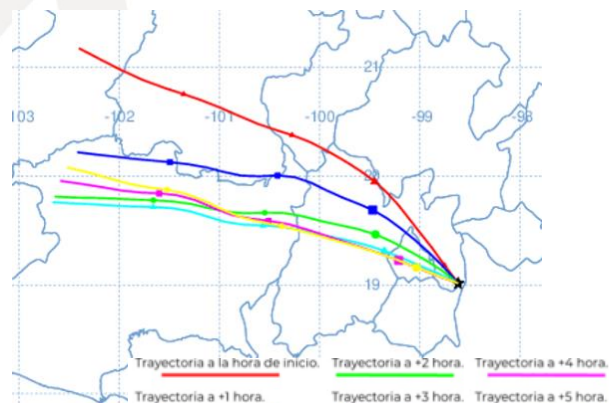 21
03 -102 -101 -100 -99 -98
20
19
Trayectoria a la hora de inicio. Trayectoria a +2 hora. Trayectoria a +4 hora.
Trayectoria a +1 hora. Trayectoria a +3 hora. Trayectoria a +5 hora.